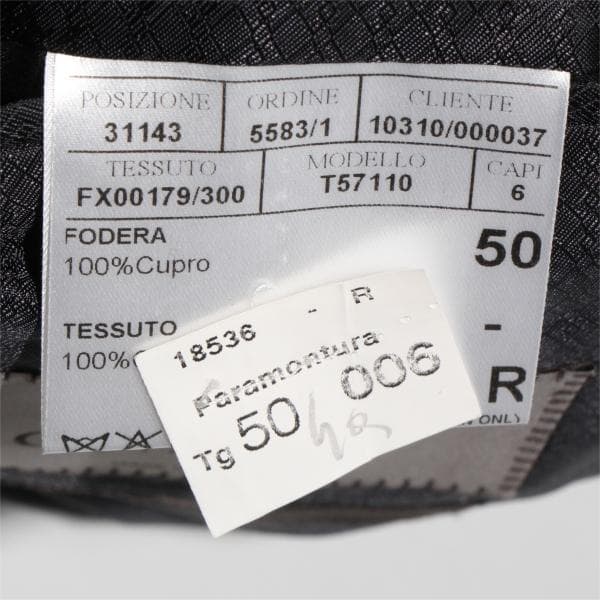 POSIZIONE ORDINE CLIENTE
31143 5583/1 10310/000037
TESSUTO MODELLO CAPI
FX00179/300 T57110 6
FODERA 50
100%Cupro
TESSUTO -
100% R
ONLY)
18536 - R
Paramontura
Tg 50 006